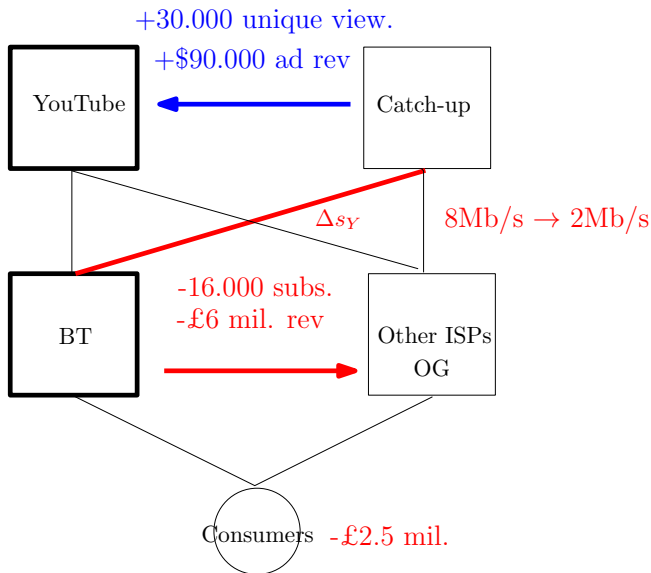 +30.000 unique view.
+$90.000 ad rev
YouTube
Catch-up
Δs_Y
8Mb/s → 2Mb/s
-16.000 subs.
-£6 mil. rev
BT
Other ISPs
OG
Consumers
-£2.5 mil.